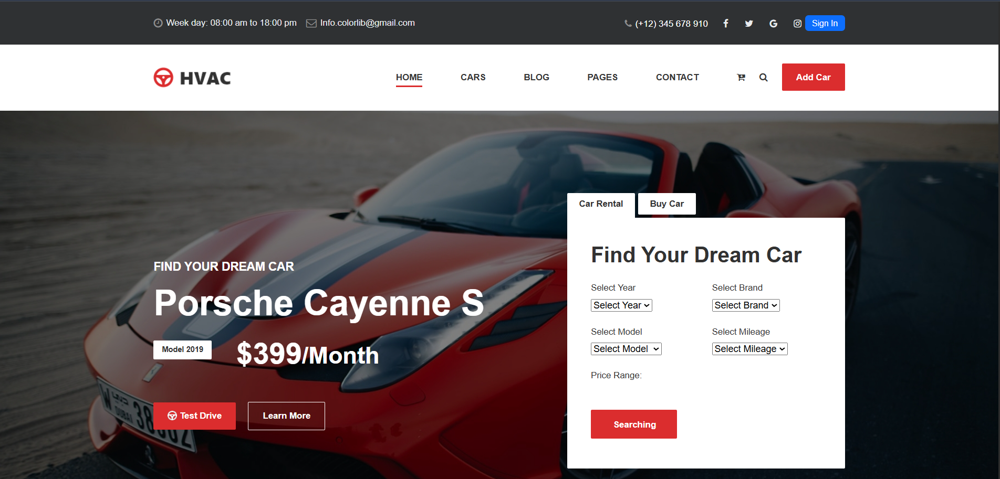 Week day: 08:00 am to 18:00 pm Info.colorlib@gmail.com
(+12) 345 678 910 Sign In
HVAC HOME CARS BLOG PAGES CONTACT Add Car
FIND YOUR DREAM CAR
Porsche Cayenne S
Model 2019 $399/Month
Test Drive Learn More
W
DUBAI
Car Rental Buy Car
Find Your Dream Car
Select Year Select Brand
Select Year Select Brand
Select Model Select Mileage
Select Model Select Mileage
Price Range:
Searching